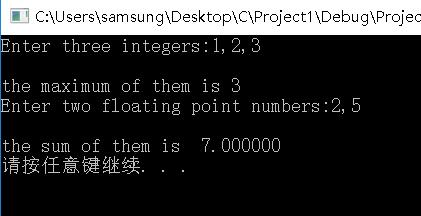 C:\Users\samsung\Desktop\C\Project1\Debug\Projec
Enter three integers:1,2,3
the maximum of them is 3
Enter two floating point numbers:2,5
the sum of them is  7.000000
请按任意键继续. . .